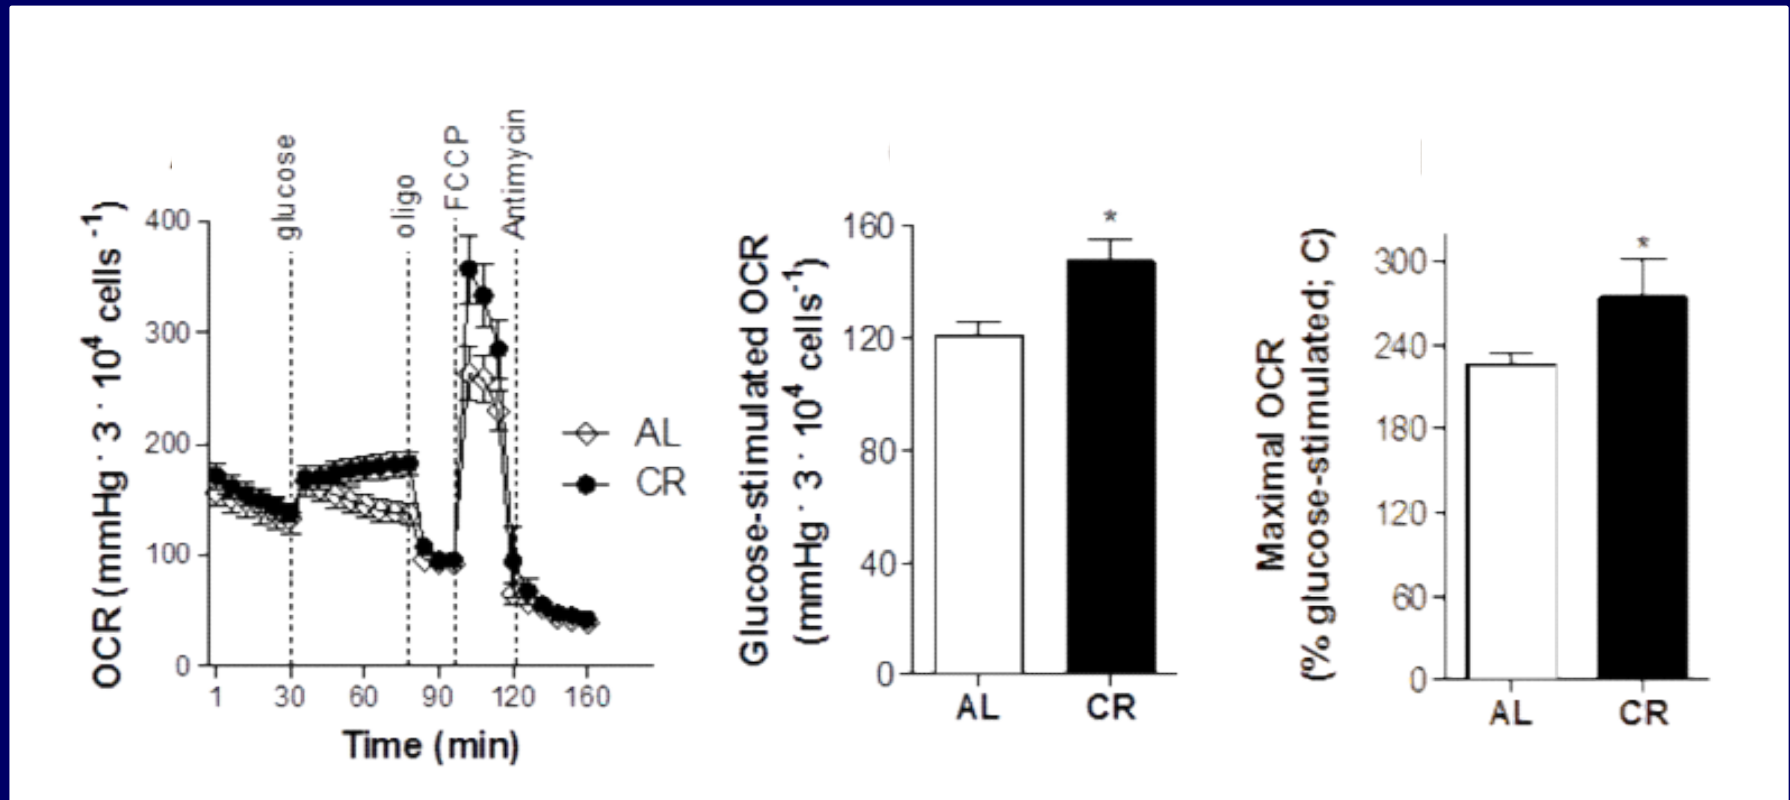 glucose
oligo
FCCP
Antimycin
OCR (mmHg · 3 · 10⁴ cells⁻¹)
400
300
200
100
0
1 30 60 90 120 160
Time (min)
AL
CR
Glucose-stimulated OCR
(mmHg · 3 · 10⁴ cells⁻¹)
160
120
80
40
0
*
AL CR
Maximal OCR
(% glucose-stimulated; C)
300
240
180
120
60
0
*
AL CR